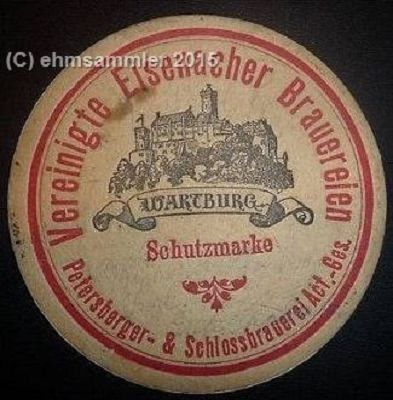 (C) ehmsammler 2015
Vereinigte Eisenacher Brauereien
WARTBURG
Schutzmarke
Petersberger- & Schlossbrauerei Act.-Ges.